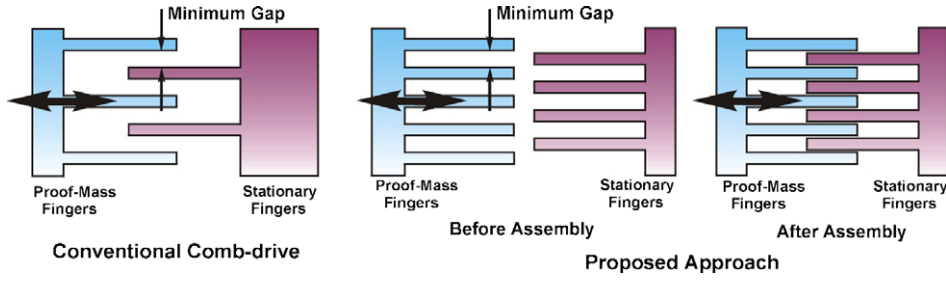 Minimum Gap
Proof-Mass
Fingers
Stationary
Fingers
Conventional Comb-drive
Minimum Gap
Proof-Mass
Fingers
Stationary
Fingers
Before Assembly
Proof-Mass
Fingers
Stationary
Fingers
After Assembly
Proposed Approach